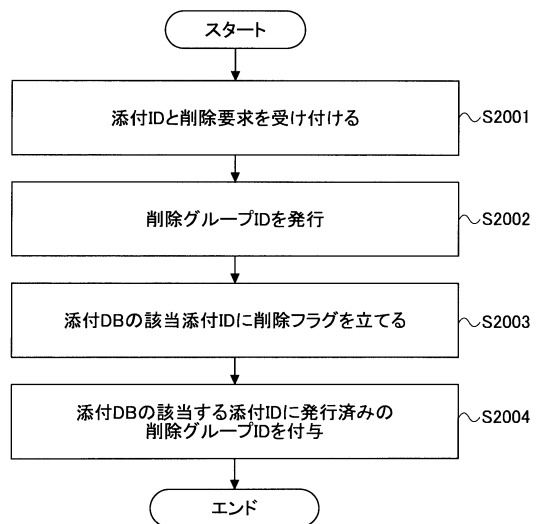 スタート
添付IDと削除要求を受け付ける
S2001
削除グループIDを発行
S2002
添付DBの該当添付IDに削除フラグを立てる
S2003
添付DBの該当する添付IDに発行済みの
削除グループIDを付与
S2004
エンド